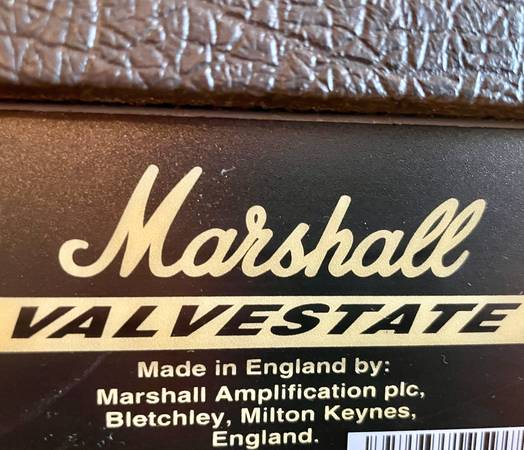 Marshall
VALVESTATE
Made in England by:
Marshall Amplification plc,
Bletchley, Milton Keynes,
England.